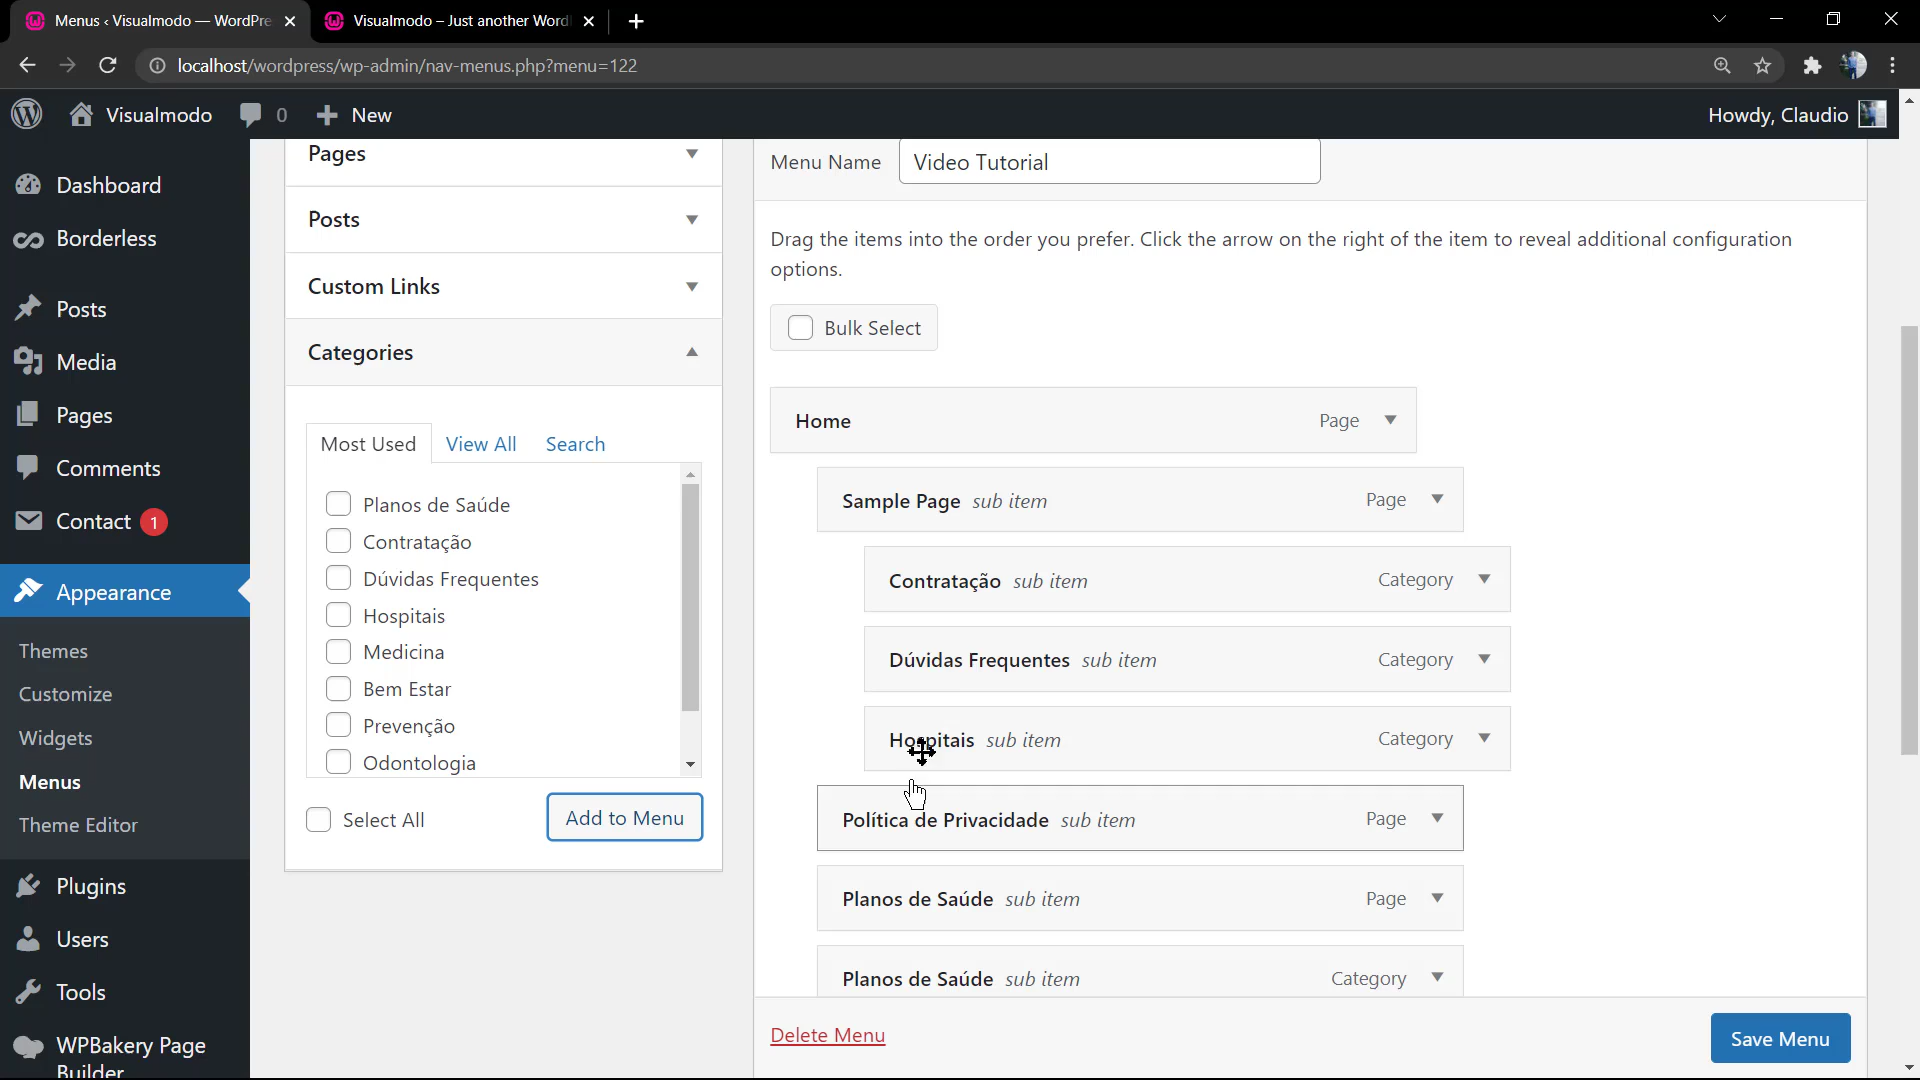 Menus ‹ Visualmodo — WordPre
Visualmodo – Just another Word
localhost/wordpress/wp-admin/nav-menus.php?menu=122
Visualmodo
0
New
Howdy, Claudio
Dashboard
Borderless
Posts
Media
Pages
Comments
Contact 1
Appearance
Themes
Customize
Widgets
Menus
Theme Editor
Plugins
Users
Tools
WPBakery Page
Builder
Pages
Posts
Custom Links
Categories
Most Used
View All
Search
Planos de Saúde
Contratação
Dúvidas Frequentes
Hospitais
Medicina
Bem Estar
Prevenção
Odontologia
Select All
Add to Menu
Menu Name
Video Tutorial
Drag the items into the order you prefer. Click the arrow on the right of the item to reveal additional configuration
options.
Bulk Select
Home Page
Sample Page sub item Page
Contratação sub item Category
Dúvidas Frequentes sub item Category
Hospitais sub item Category
Política de Privacidade sub item Page
Planos de Saúde sub item Page
Planos de Saúde sub item Category
Delete Menu
Save Menu